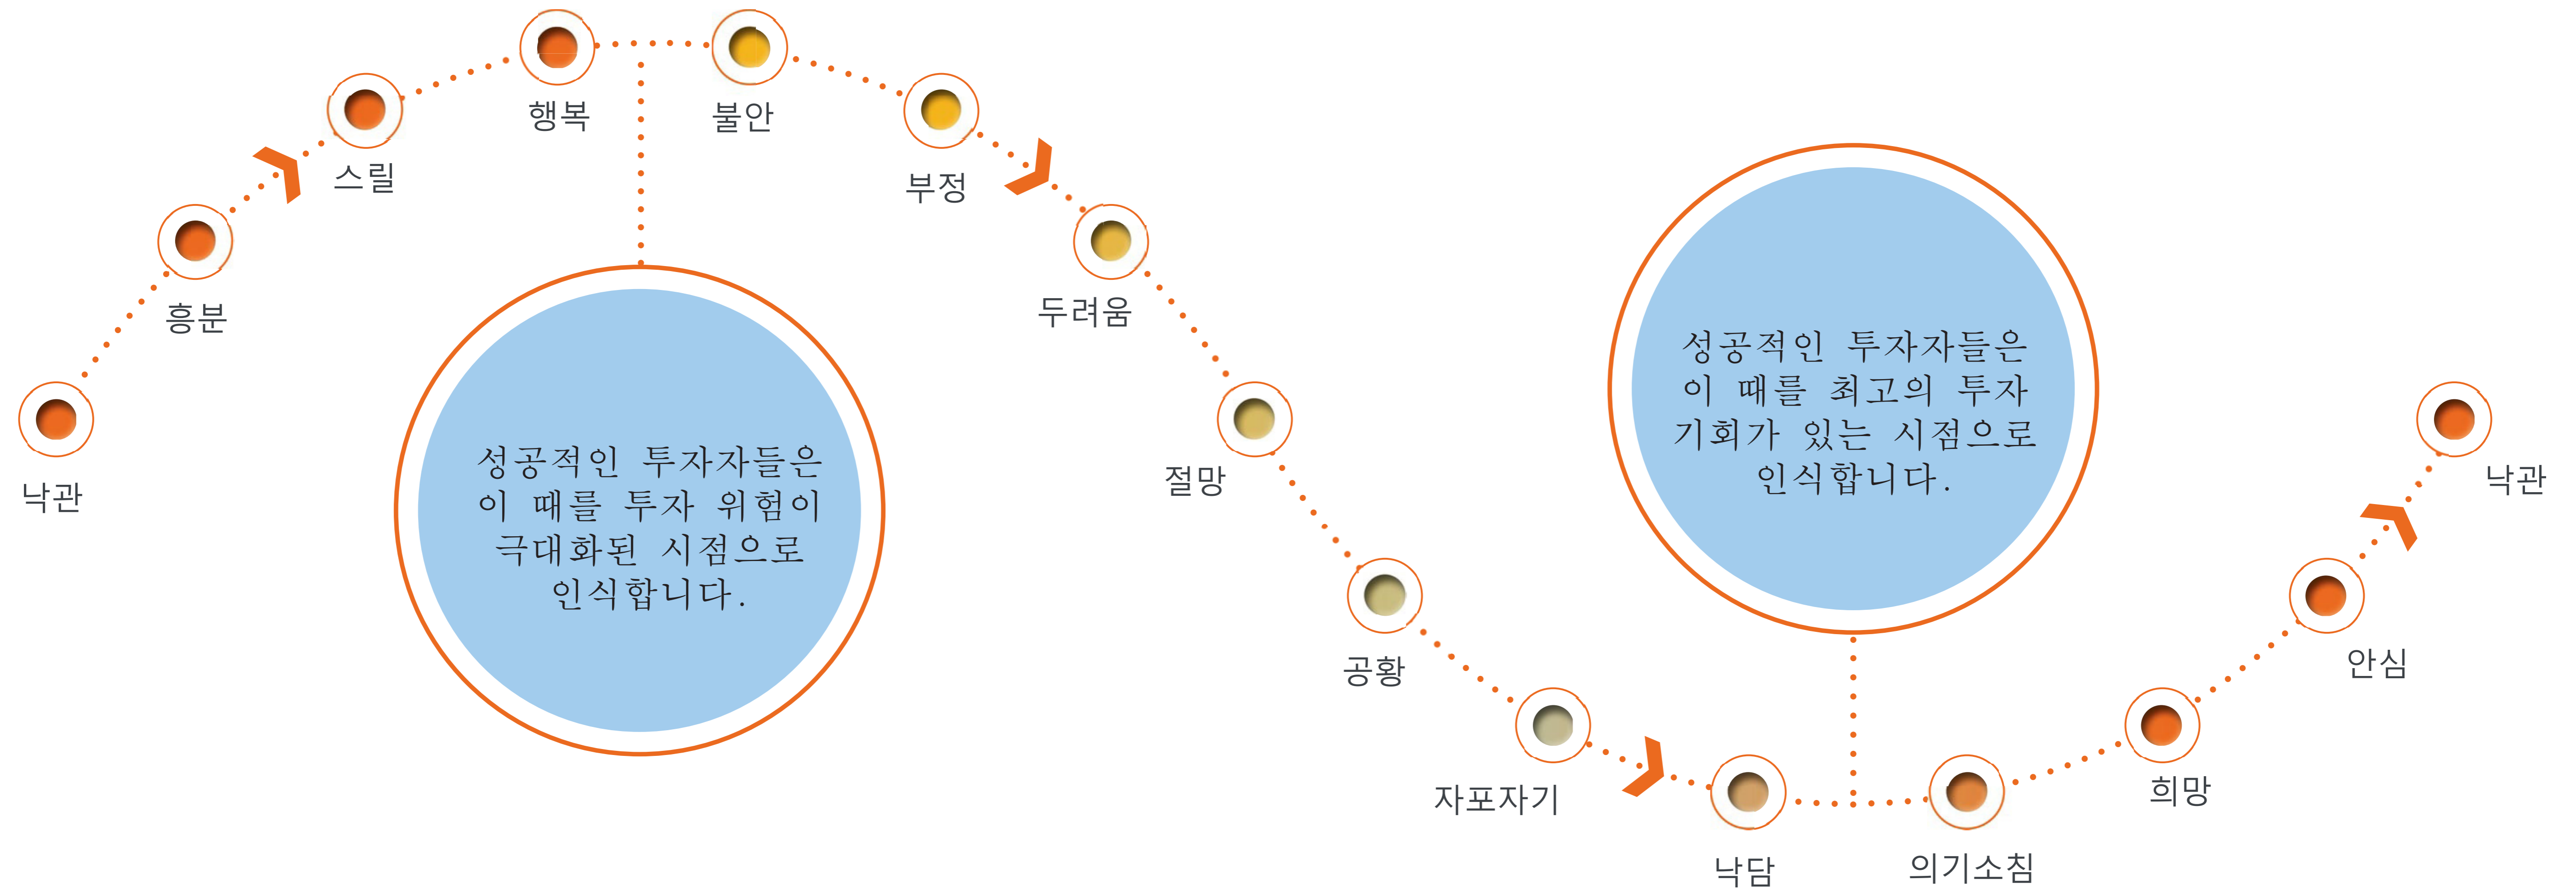 낙관
흥분
스릴
행복
불안
부정
두려움
절망
공황
자포자기
낙담
의기소침
희망
안심
낙관
성공적인 투자자들은
이 때를 투자 위험이
극대화된 시점으로
인식합니다.
성공적인 투자자들은
이 때를 최고의 투자
기회가 있는 시점으로
인식합니다.